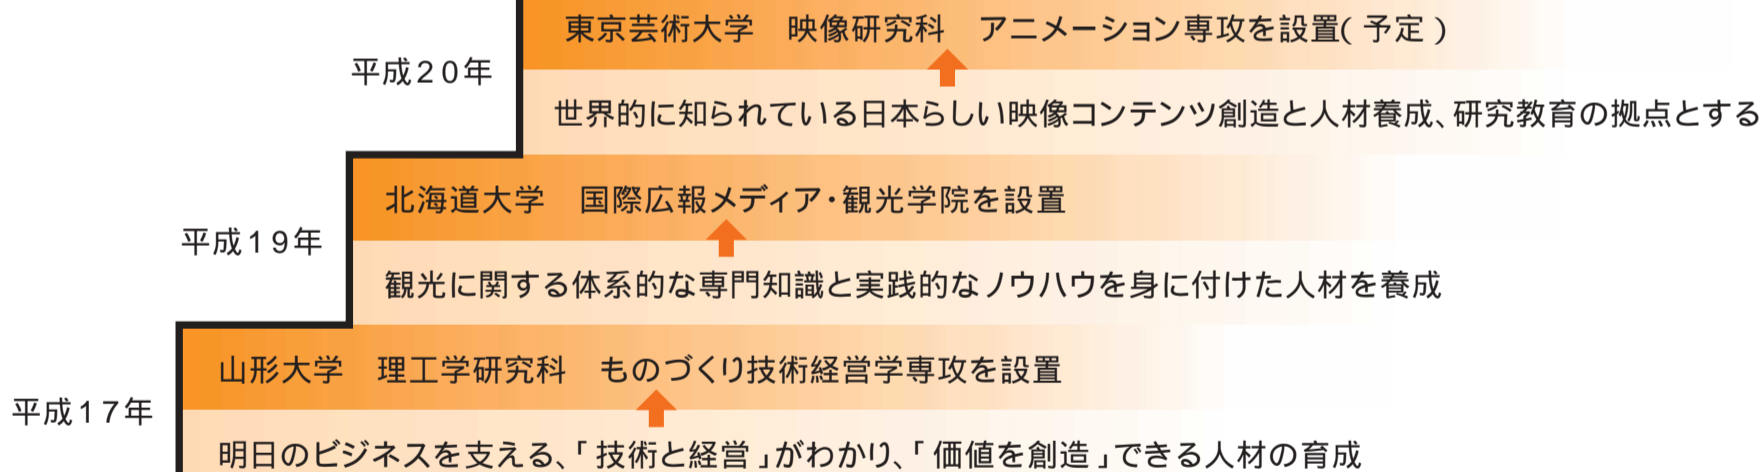 東京芸術大学　映像研究科　アニメーション専攻を設置(予定)
平成20年
世界的に知られている日本らしい映像コンテンツ創造と人材養成、研究教育の拠点とする
北海道大学　国際広報メディア・観光学院を設置
平成19年
観光に関する体系的な専門知識と実践的なノウハウを身に付けた人材を養成
山形大学　理工学研究科　ものづくり技術経営学専攻を設置
平成17年
明日のビジネスを支える、「技術と経営」がわかり、「価値を創造」できる人材の育成